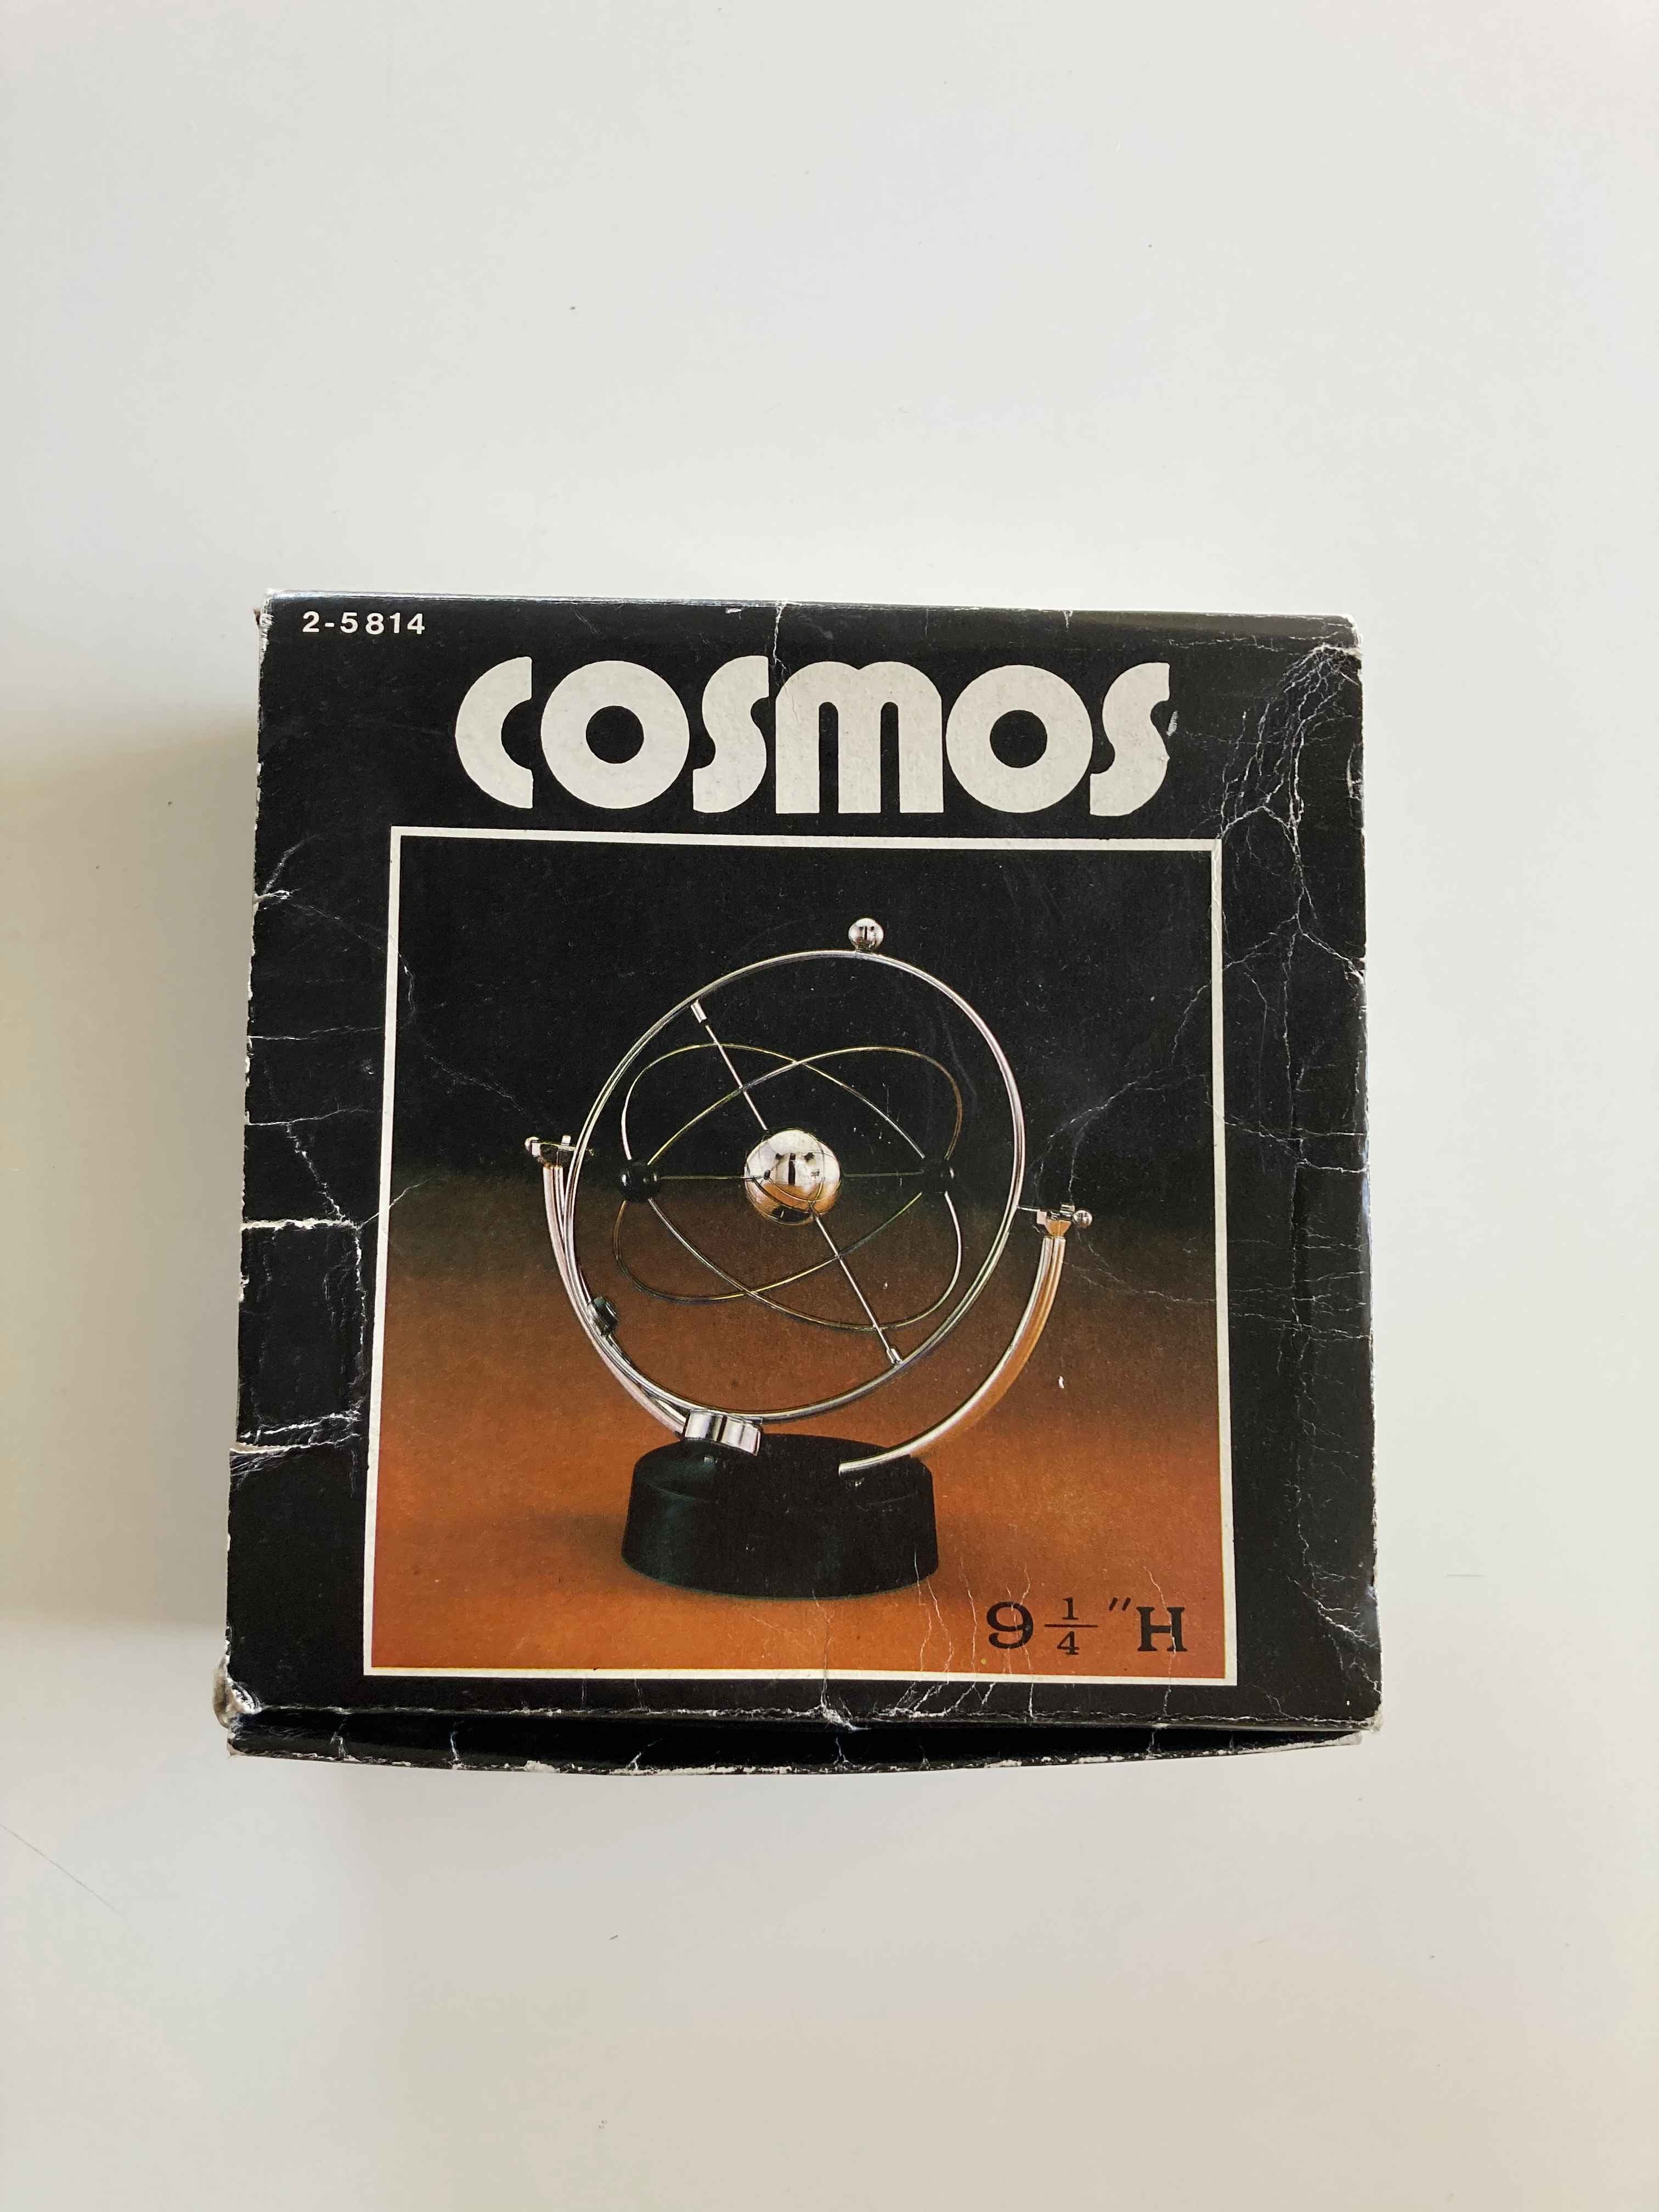 2-5814
COSMOS
9 1/4 "H